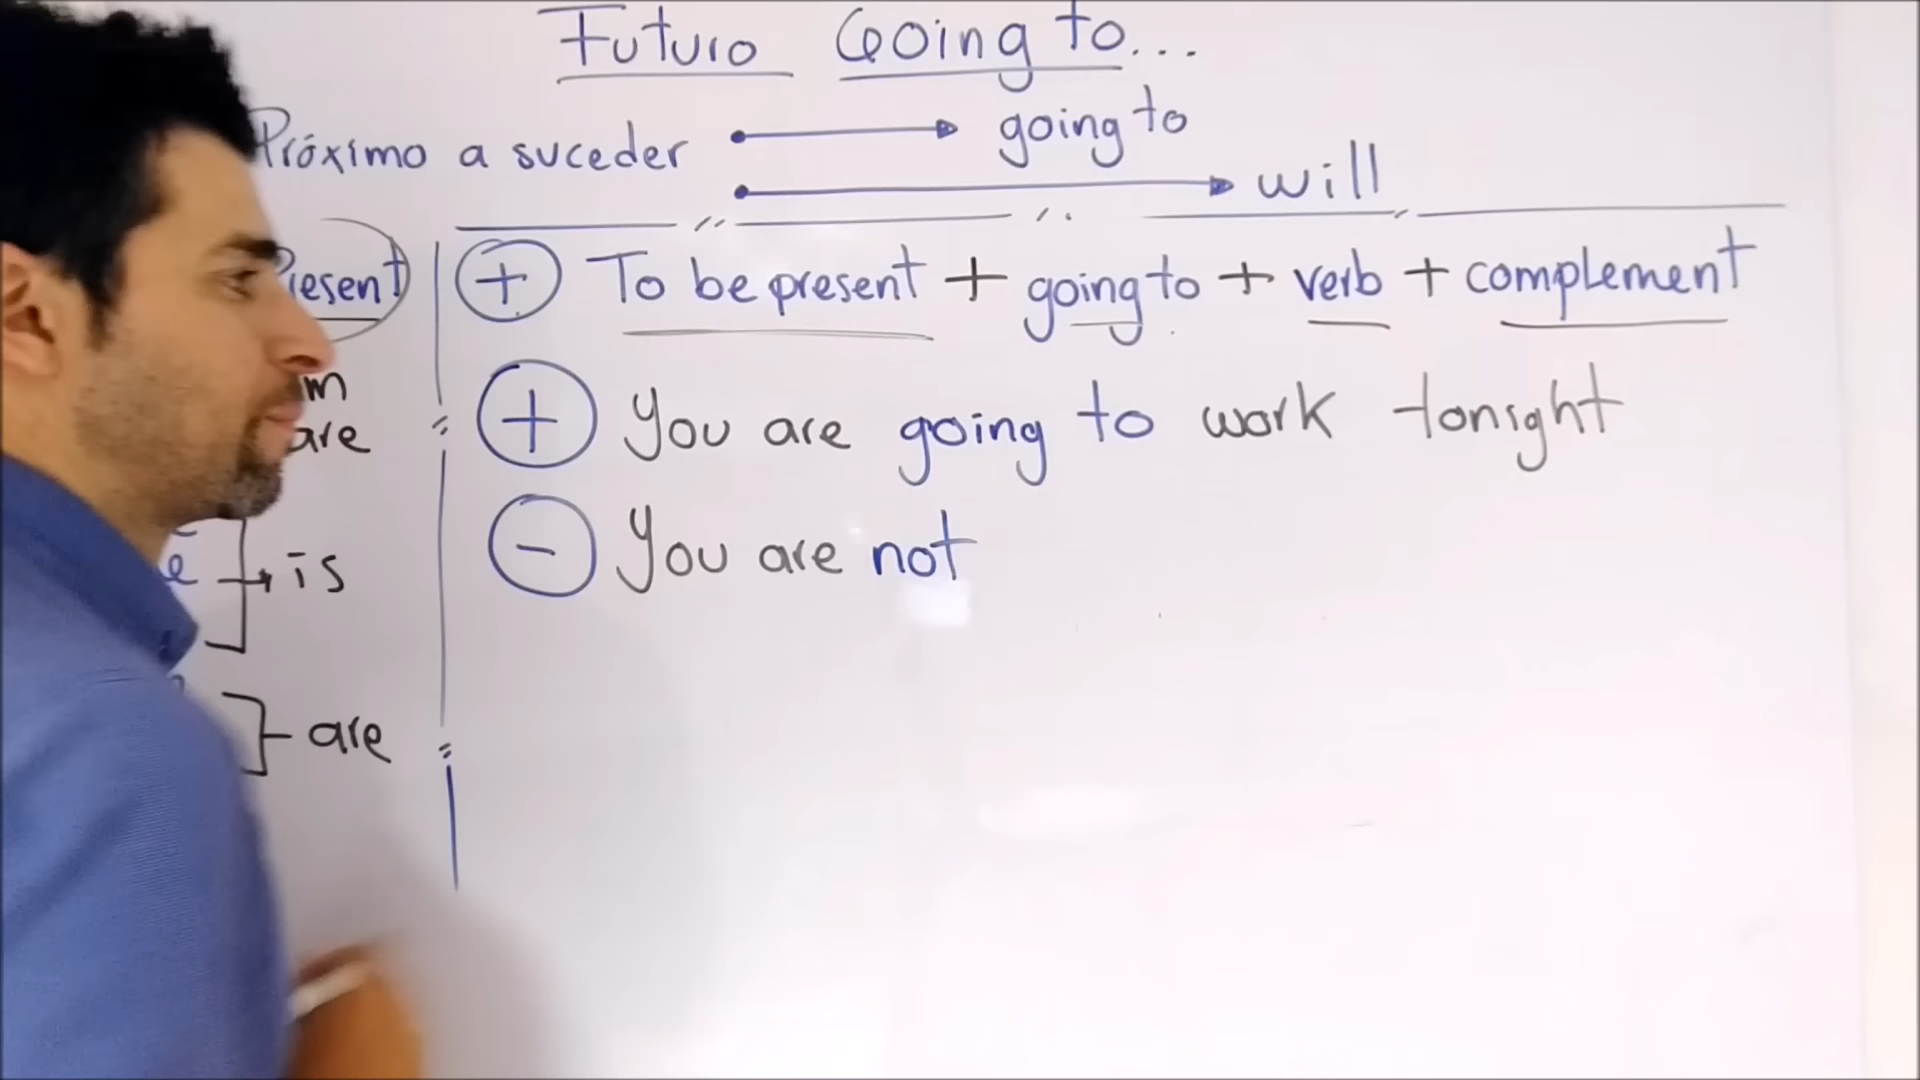 Futuro Going to...
Próximo a suceder going to
will
Present + To be present + going to + verb + complement
are
+ You are going to work tonight
- You are not
is
are